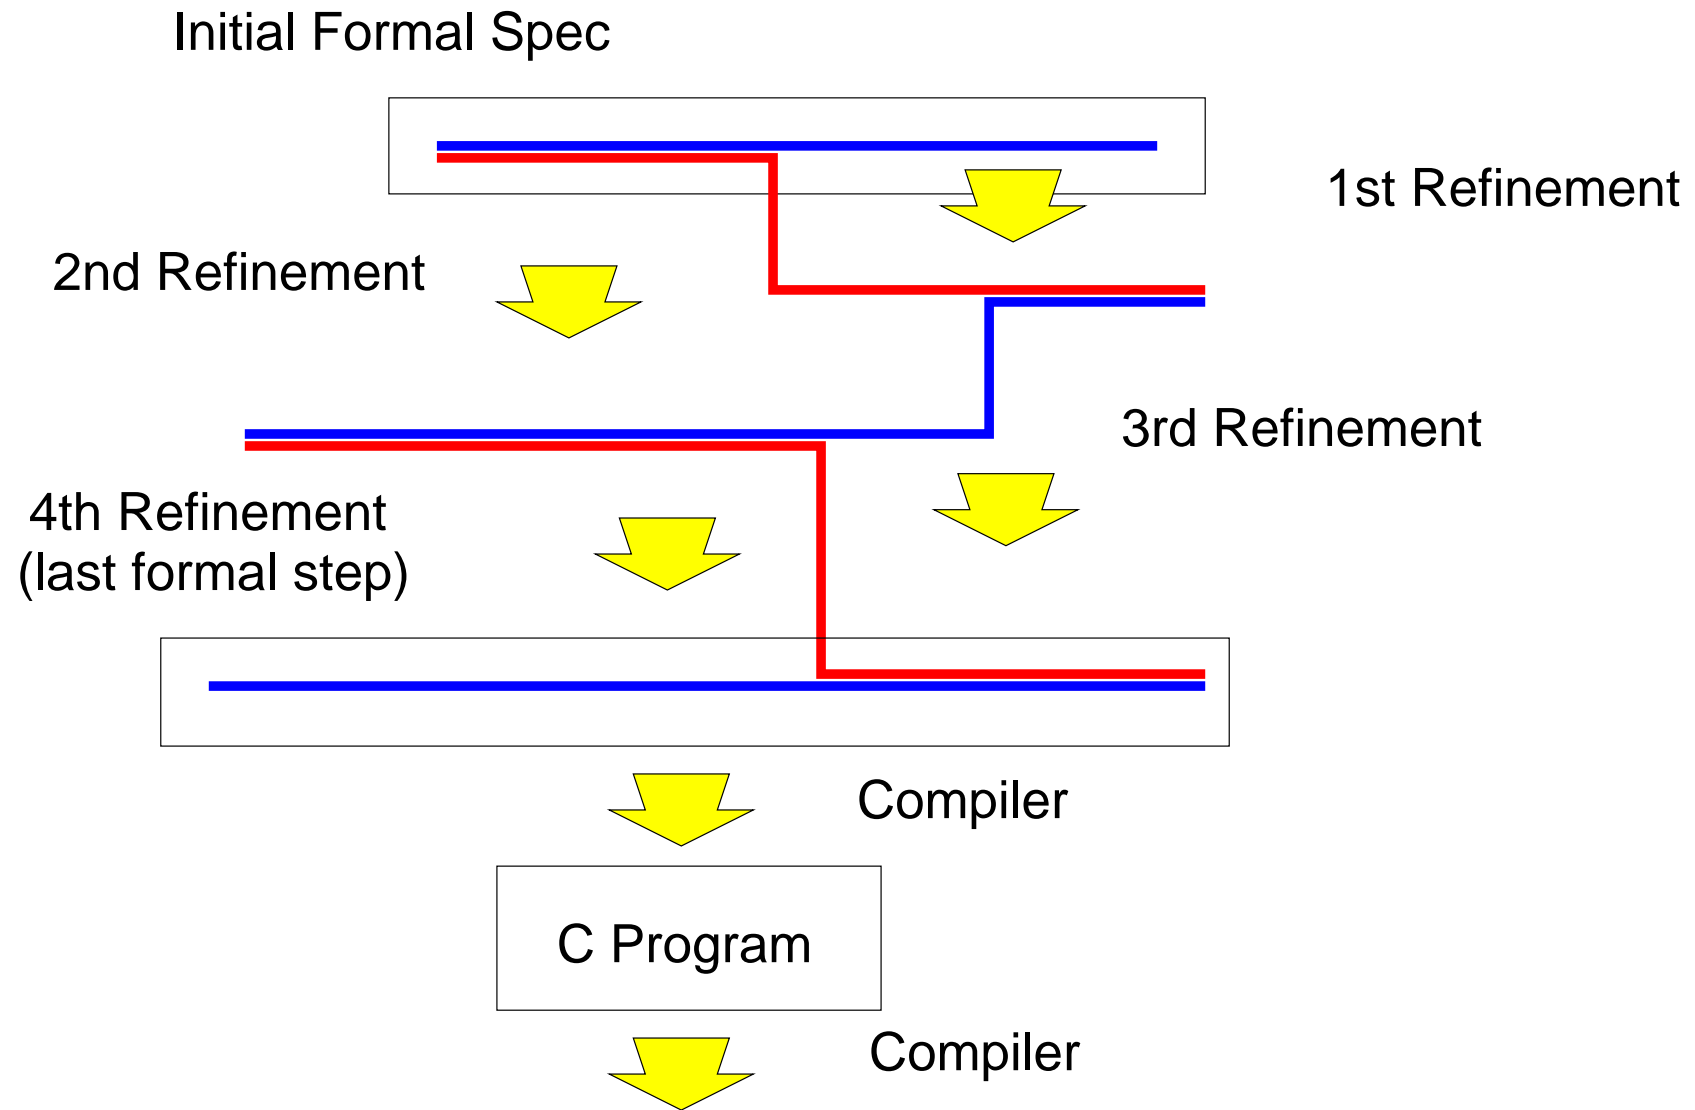 Initial Formal Spec
1st Refinement
2nd Refinement
3rd Refinement
4th Refinement
(last formal step)
Compiler
C Program
Compiler